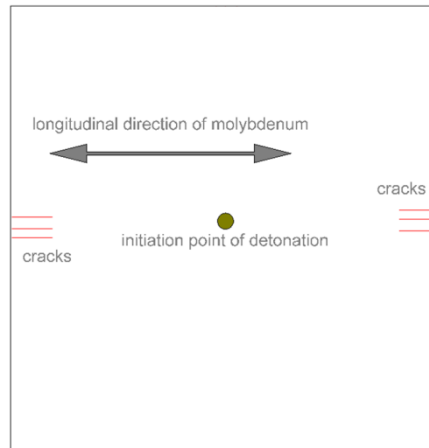 longitudinal direction of molybdenum
cracks
initiation point of detonation
cracks